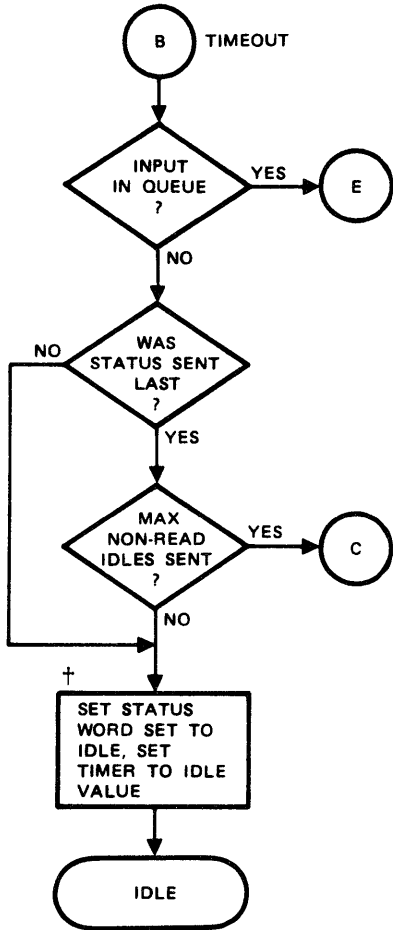 B TIMEOUT
INPUT
IN QUEUE
?
YES
E
NO
WAS
STATUS SENT
LAST
?
NO
YES
MAX
NON-READ
IDLES SENT
?
YES
C
NO
†
SET STATUS
WORD SET TO
IDLE, SET
TIMER TO IDLE
VALUE
IDLE